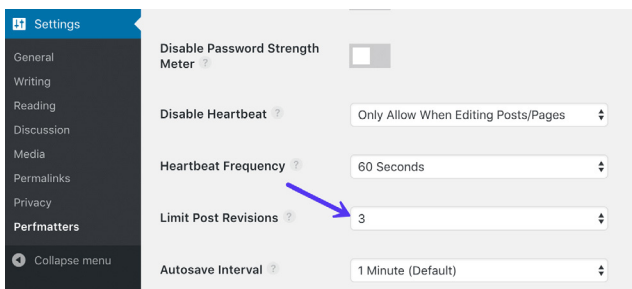 Settings
General
Writing
Reading
Discussion
Media
Permalinks
Privacy
Perfmatters
Collapse menu
Disable Password Strength
Meter ?
Disable Heartbeat ? Only Allow When Editing Posts/Pages
Heartbeat Frequency ? 60 Seconds
Limit Post Revisions ? 3
Autosave Interval ? 1 Minute (Default)